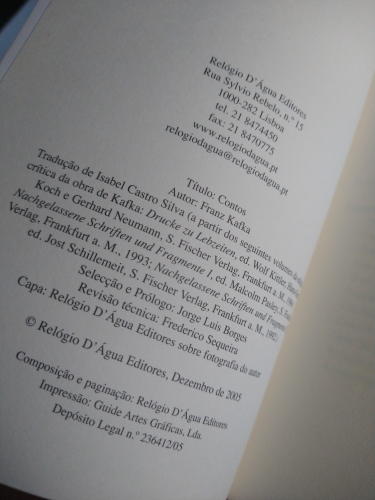 Relógio D'Água Editores
Rua Sylvio Rebelo, n.º 15
1000-282 Lisboa
tel. 21 8474450
fax: 21 8470775
www.relogiodagua.pt
relogiodagua@relogiodagua.pt
Título: Contos
Autor: Franz Kafka
Tradução de Isabel Castro Silva (a partir dos seguintes volumes da edição
crítica da obra de Kafka: Drucke zu Lebzeiten, ed. Wolf Kittler,
Koch e Gerhard Neumann, S. Fischer Verlag, Frankfurt a. M.,
Nachgelassene Schriften und Fragmente I, ed. Malcolm Pasley, S.
Verlag, Frankfurt a. M., 1993; Nachgelassene Schriften und Fragmente
ed. Jost Schillemeit, S. Fischer Verlag, Frankfurt a. M., 1992)
Selecção e Prólogo: Jorge Luis Borges
Revisão técnica: Frederico Sequeira
Capa: Relógio D'Água Editores sobre fotografia do autor
© Relógio D'Água Editores, Dezembro de 2005
Composição e paginação: Relógio D'Água Editores
Impressão: Guide Artes Gráficas, Lda.
Depósito Legal n.º 236412/05